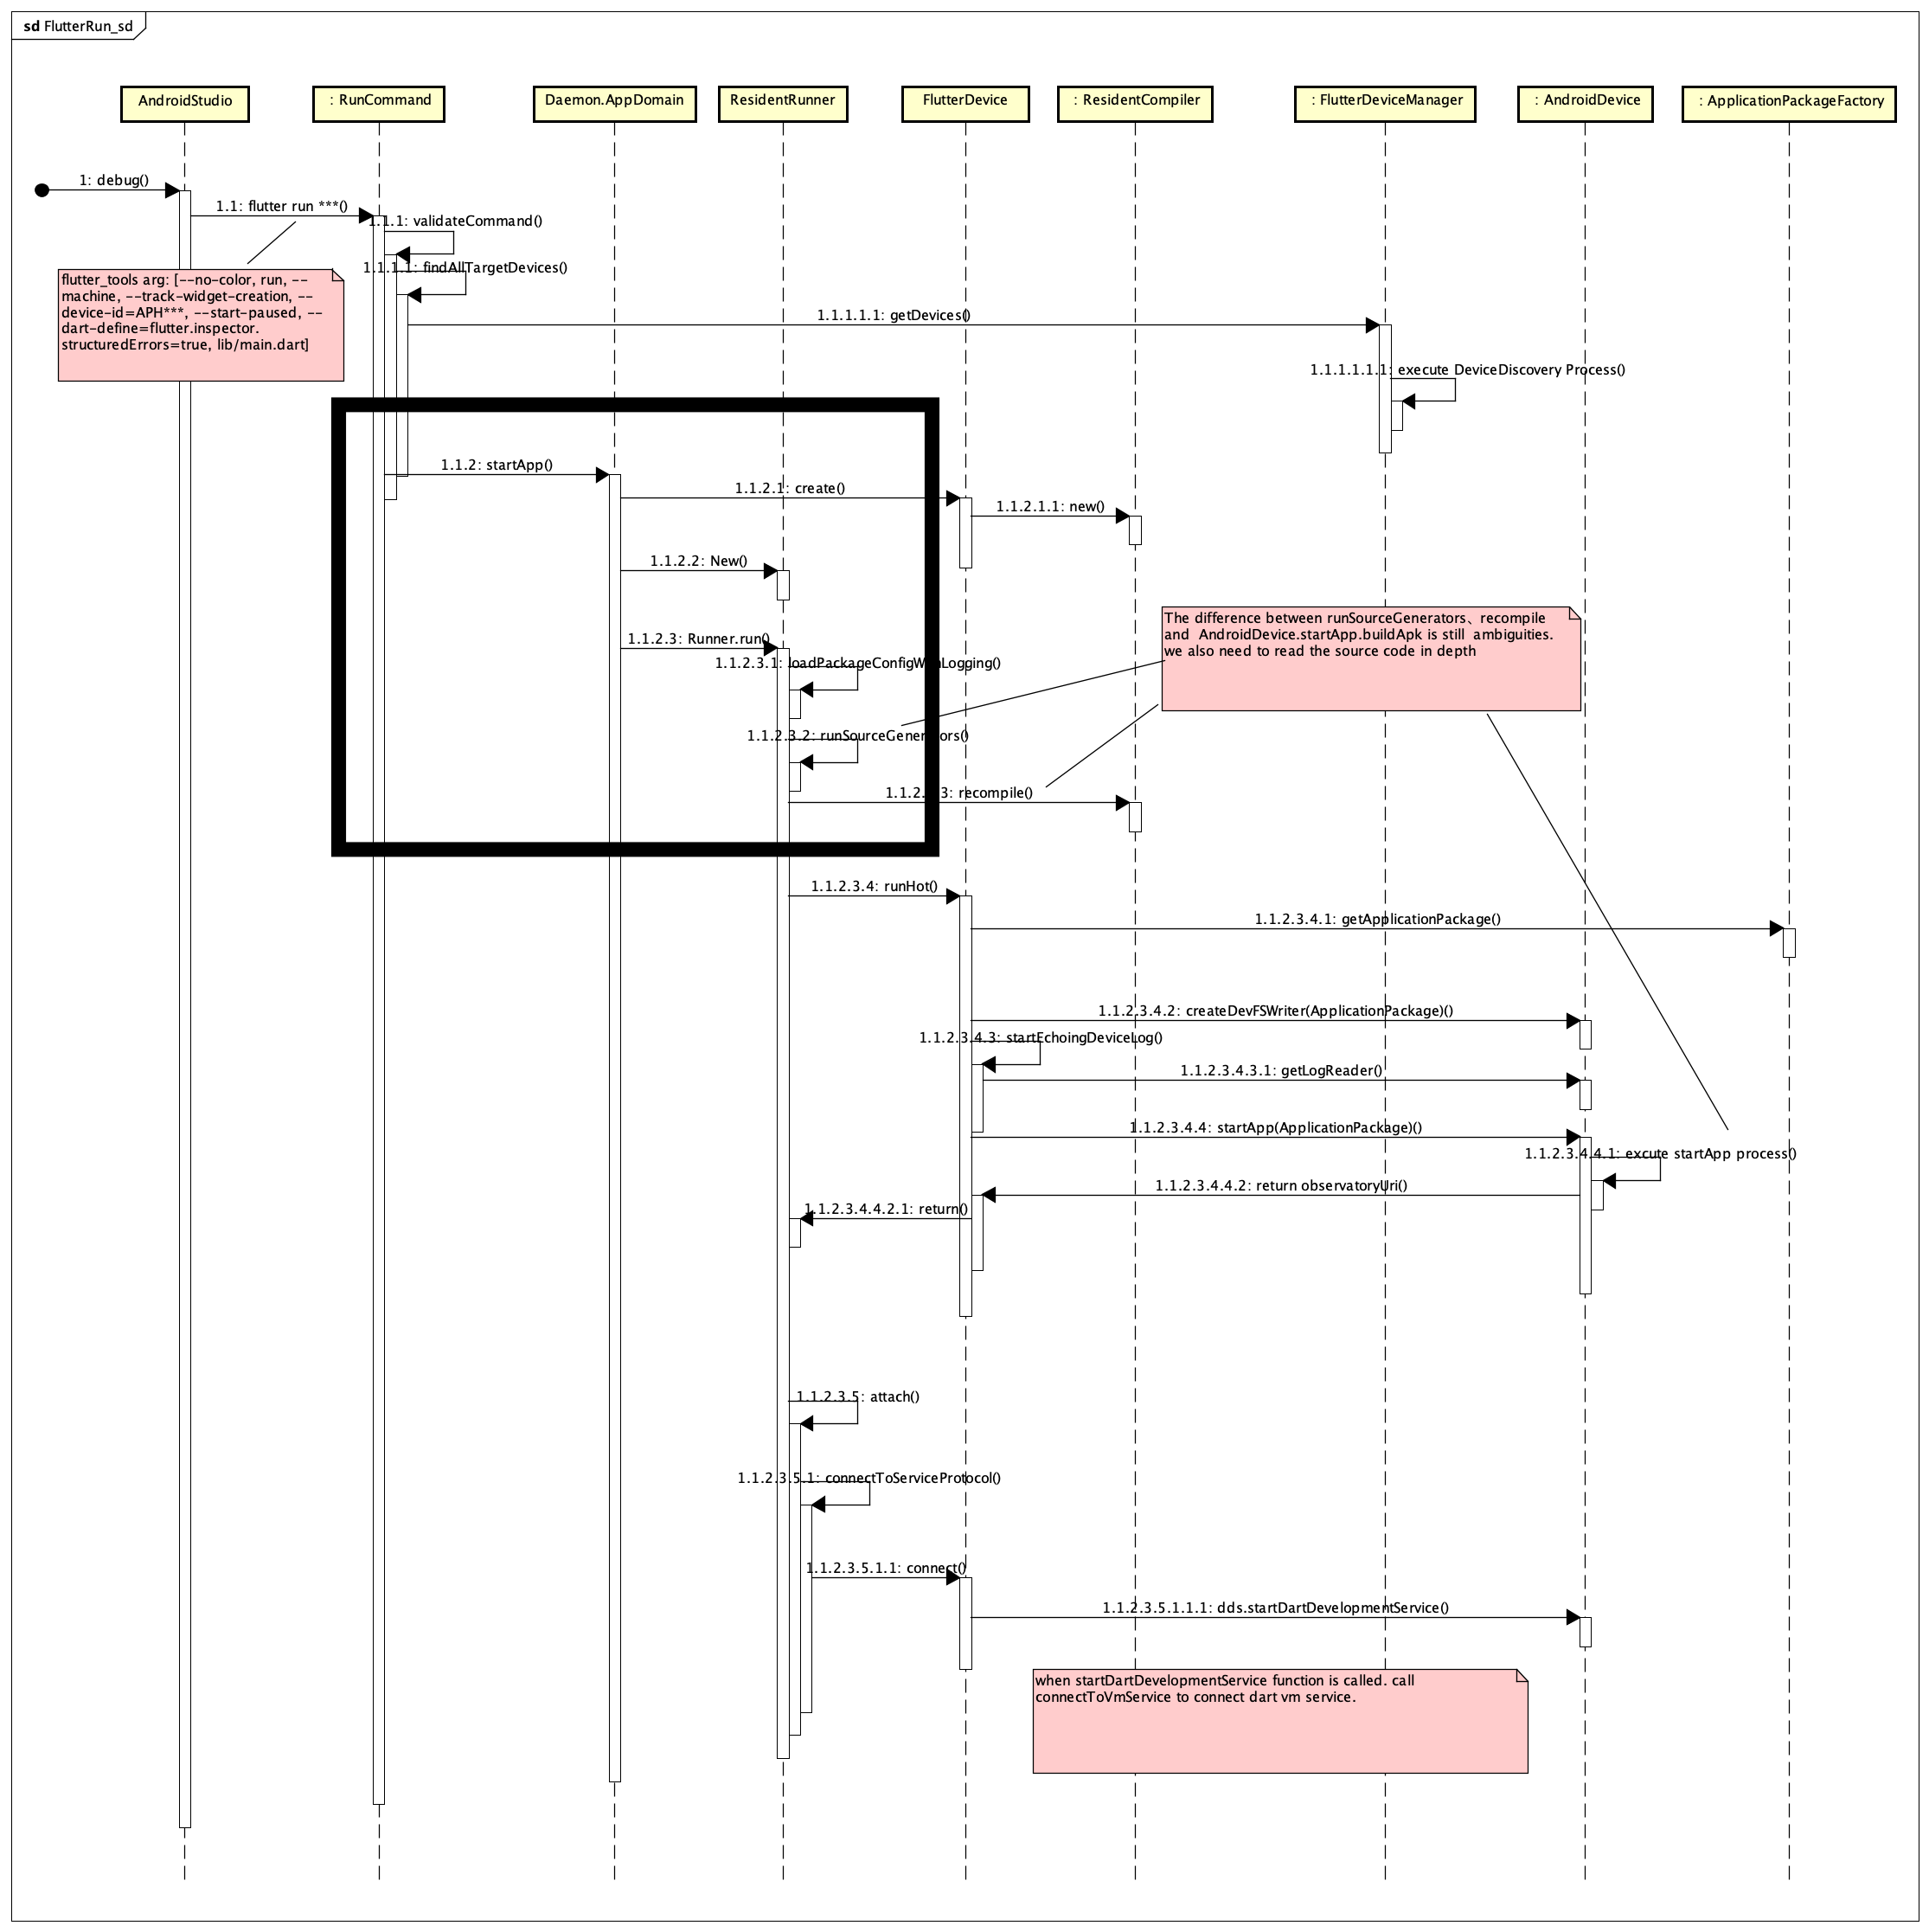 sd FlutterRun_sd
AndroidStudio
: RunCommand
Daemon.AppDomain
ResidentRunner
FlutterDevice
: ResidentCompiler
: FlutterDeviceManager
: AndroidDevice
: ApplicationPackageFactory
1: debug()
1.1: flutter run ***()
1.1.1: validateCommand()
1.1.1.1: findAllTargetDevices()
flutter_tools arg: [--no-color, run, --
machine, --track-widget-creation, --
device-id=APH***, --start-paused, --
dart-define=flutter.inspector.
structuredErrors=true, lib/main.dart]
1.1.1.1.1: getDevices()
1.1.1.1.1.1: execute DeviceDiscovery Process()
1.1.2: startApp()
1.1.2.1: create()
1.1.2.1.1: new()
1.1.2.2: New()
The difference between runSourceGenerators、recompile
and AndroidDevice.startApp.buildApk is still ambiguities.
we also need to read the source code in depth
1.1.2.3: Runner.run()
1.1.2.3.1:
1.1.2.3.2:
recompile()
1.1.2.3.4: runHot()
1.1.2.3.4.1: getApplicationPackage()
1.1.2.3.4.2: createDevFSWriter(ApplicationPackage)()
1.1.2.3.4.3: startEchoingDeviceLog()
1.1.2.3.4.3.1: getLogReader()
1.1.2.3.4.4: startApp(ApplicationPackage)()
1.1.2.3.4.4.1: excute startApp process()
1.1.2.3.4.4.2: return observatoryUri()
1.1.2.3.4.4.2.1: return()
1.1.2.3.5: attach()
1.1.2.3.5.1: connectToServiceProtocol()
1.1.2.3.5.1.1: connect()
1.1.2.3.5.1.1.1: dds.startDartDevelopmentService()
when startDartDevelopmentService function is called. call
connectToVmService to connect dart vm service.